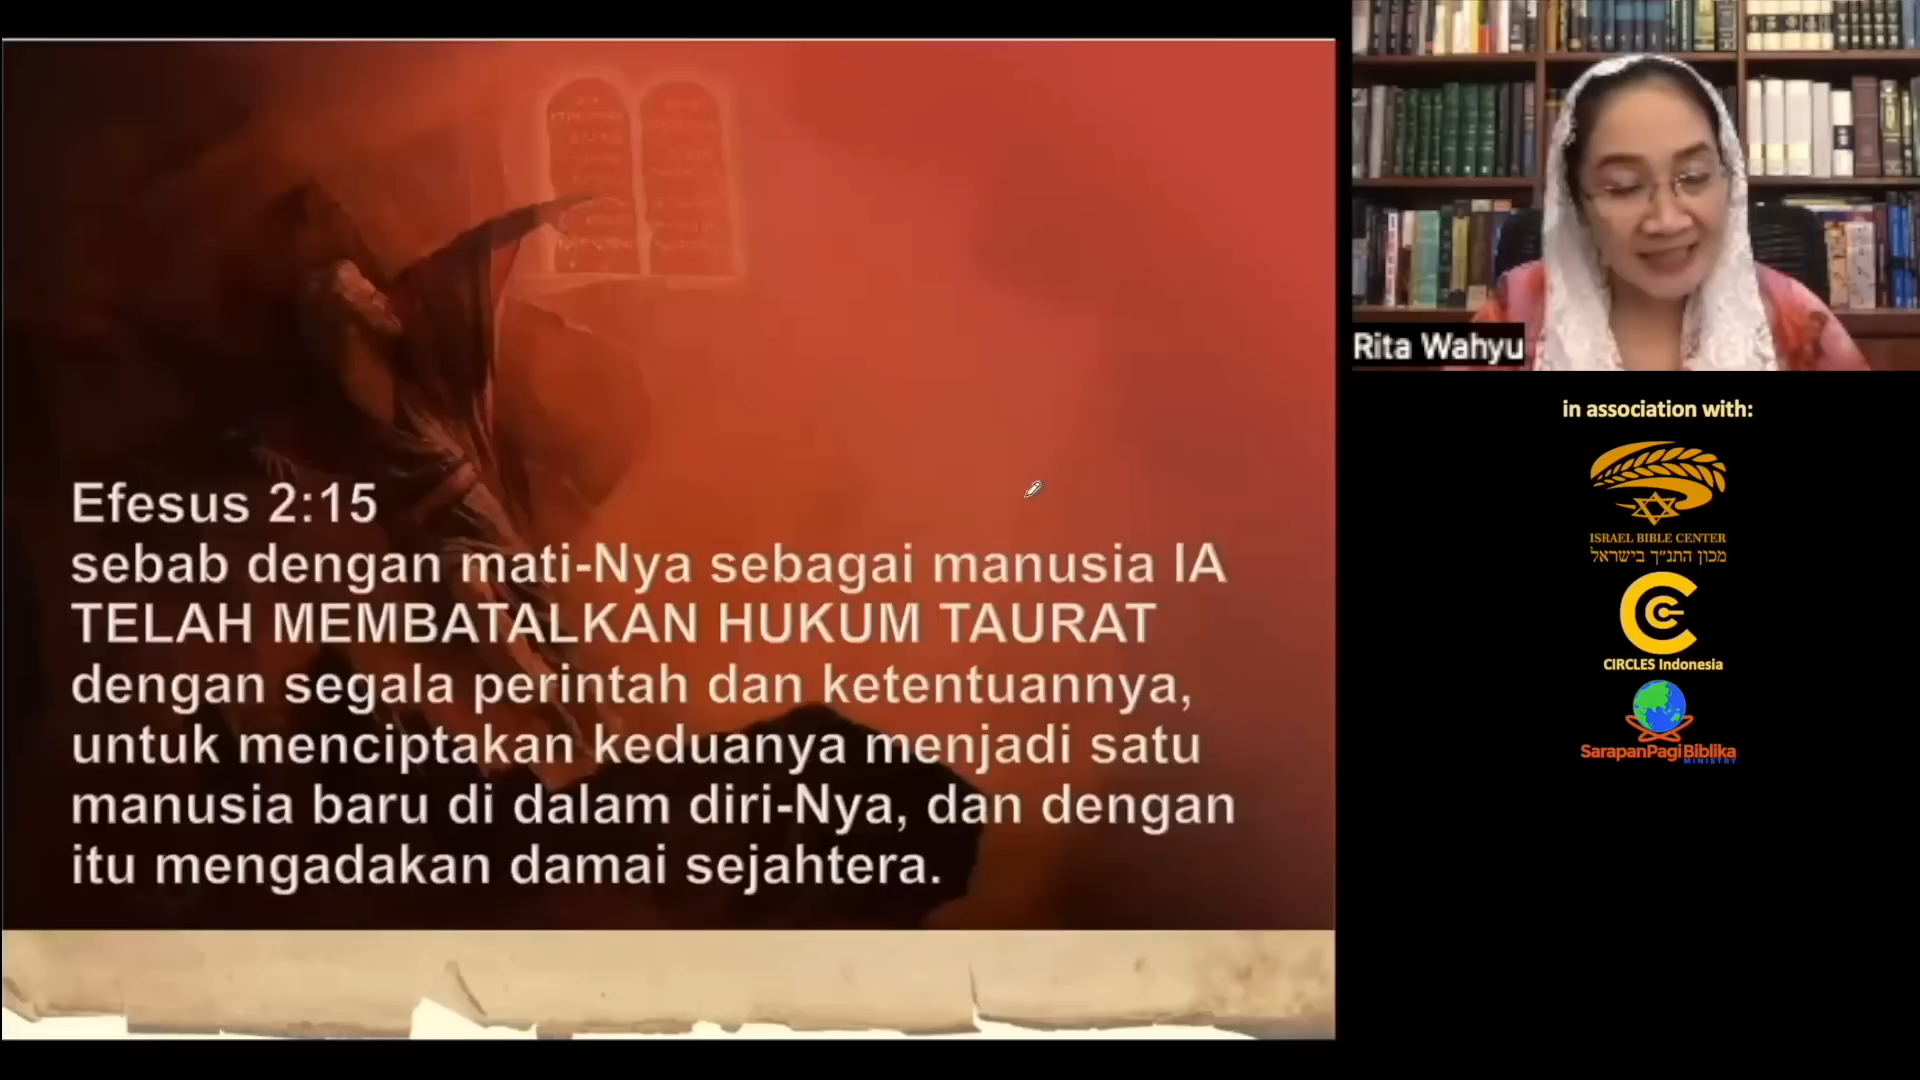 Efesus 2:15
sebab dengan mati-Nya sebagai manusia IA
TELAH MEMBATALKAN HUKUM TAURAT
dengan segala perintah dan ketentuannya,
untuk menciptakan keduanya menjadi satu
manusia baru di dalam diri-Nya, dan dengan
itu mengadakan damai sejahtera.
Rita Wahyu
in association with:
ISRAEL BIBLE CENTER
מכון התנ״ך בישראל
CIRCLES Indonesia
SarapanPagiBiblika
MINISTRY